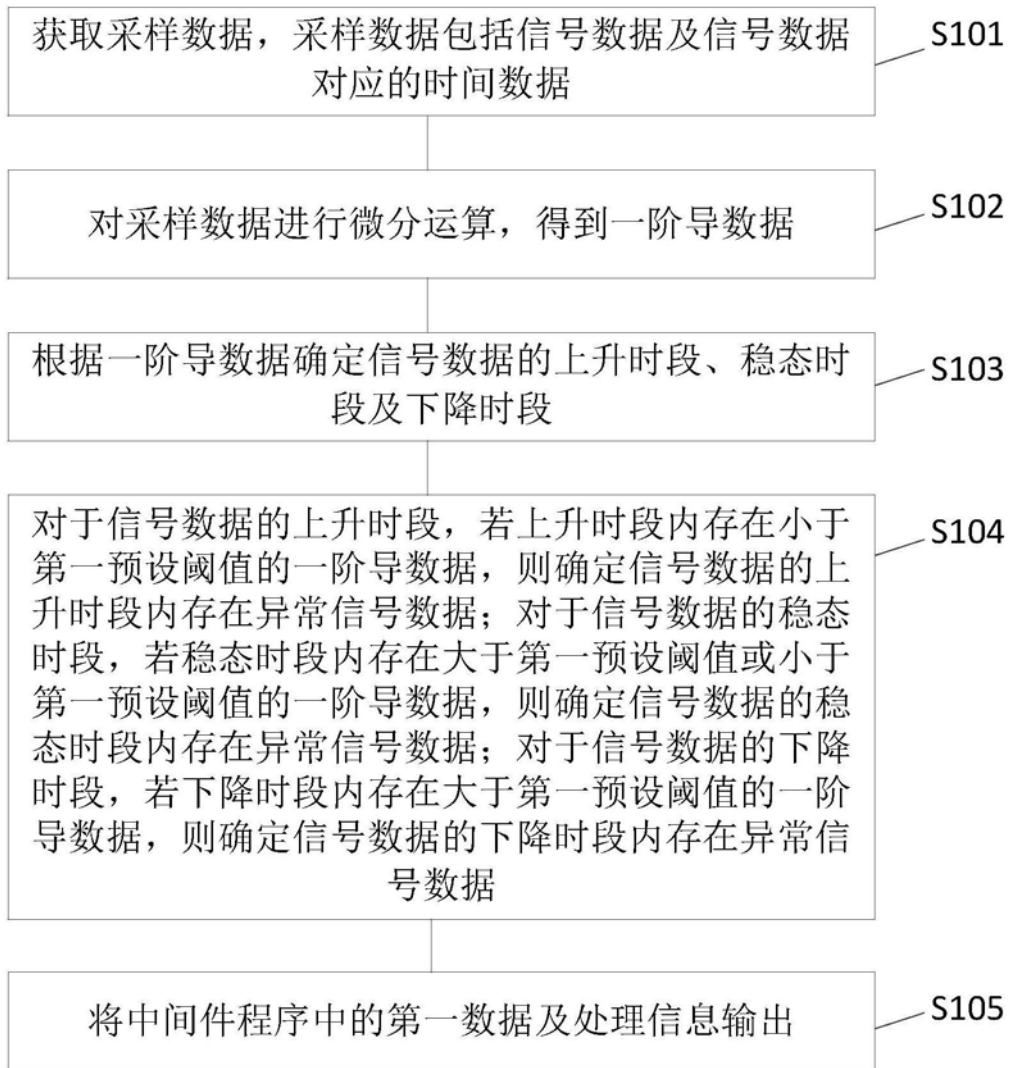 获取采样数据，采样数据包括信号数据及信号数据
对应的时间数据
S101
对采样数据进行微分运算，得到一阶导数据
S102
根据一阶导数据确定信号数据的上升时段、稳态时
段及下降时段
S103
对于信号数据的上升时段，若上升时段内存在小于
第一预设阈值的一阶导数据，则确定信号数据的上
升时段内存在异常信号数据；对于信号数据的稳态
时段，若稳态时段内存在大于第一预设阈值或小于
第一预设阈值的一阶导数据，则确定信号数据的稳
态时段内存在异常信号数据；对于信号数据的下降
时段，若下降时段内存在大于第一预设阈值的一阶
导数据，则确定信号数据的下降时段内存在异常信
号数据
S104
将中间件程序中的第一数据及处理信息输出
S105